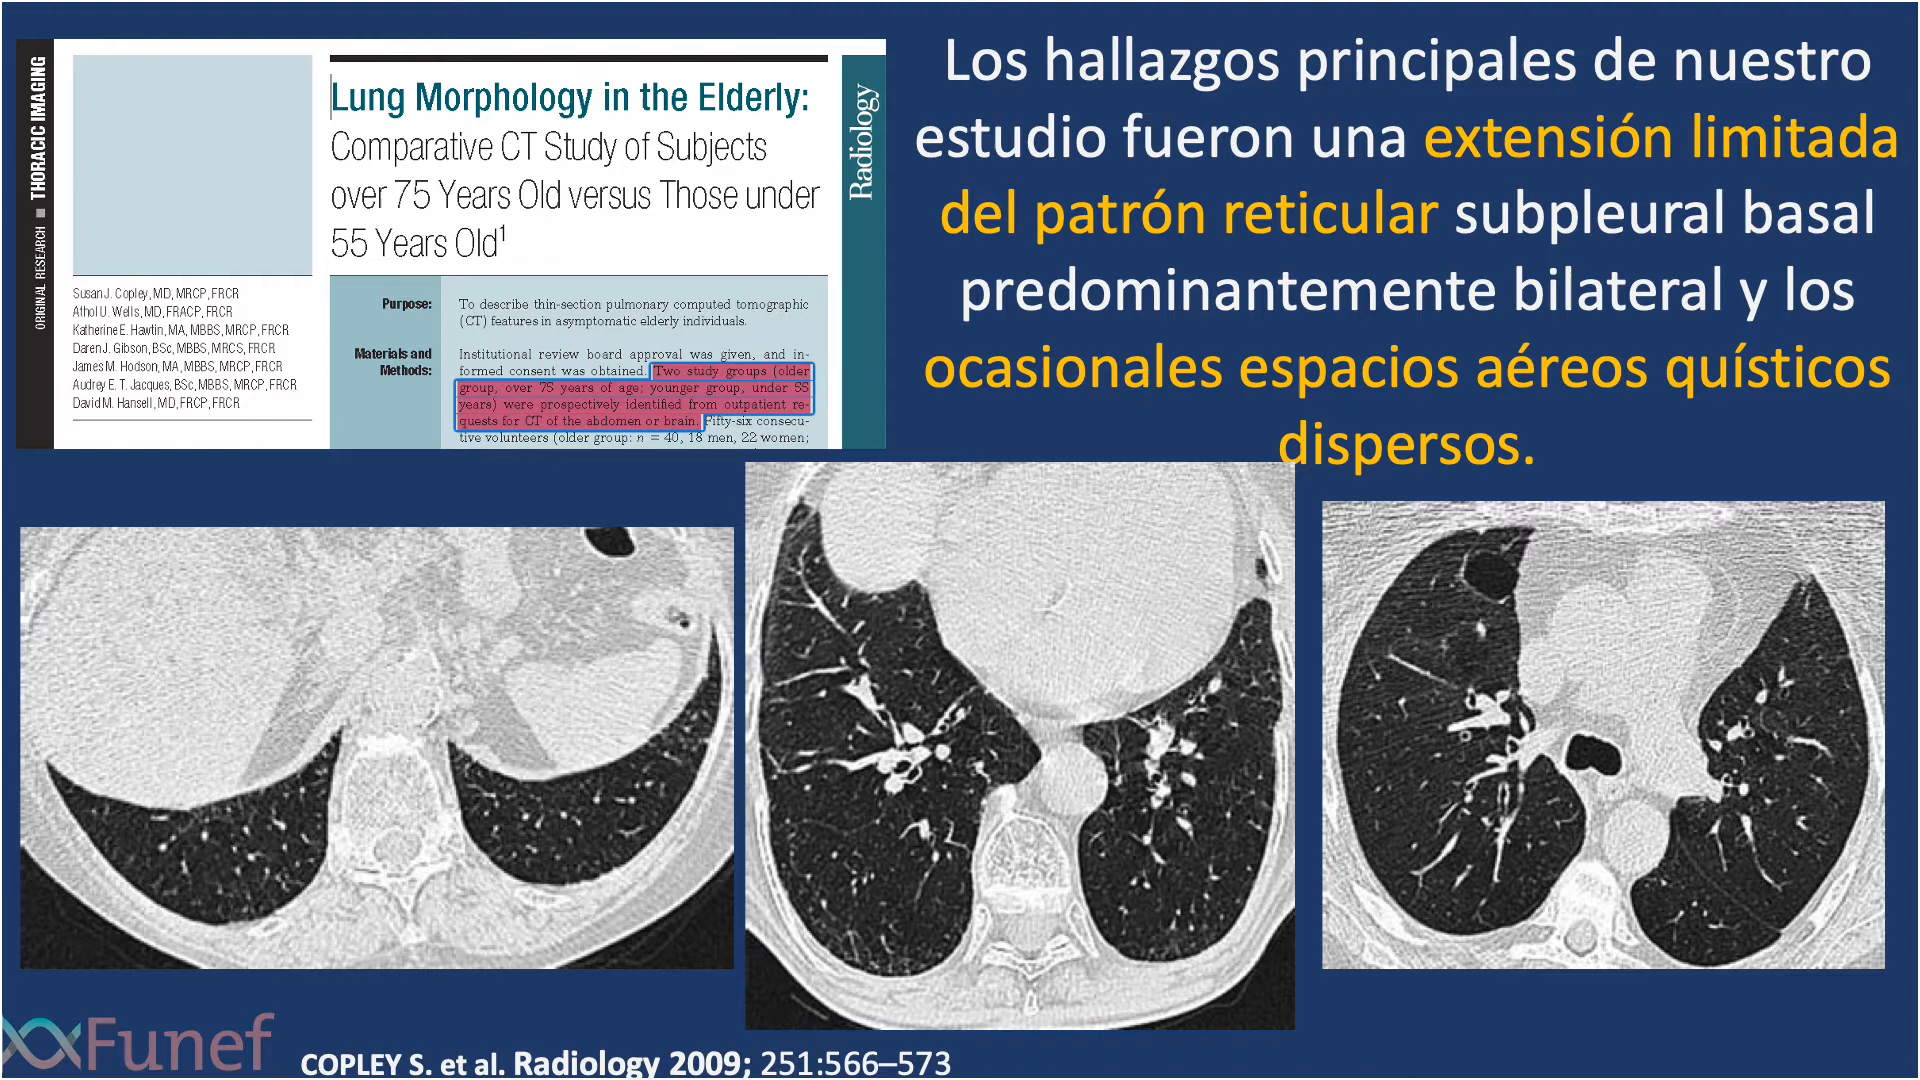 ORIGINAL RESEARCH ■ THORACIC IMAGING
Lung Morphology in the Elderly:
Comparative CT Study of Subjects
over 75 Years Old versus Those under
55 Years Old1
Radiology
Susan J. Copley, MD, MRCP, FRCR
Athol U. Wells, MD, FRACP, FRCR
Katherine E. Hawtin, MA, MBBS, MRCP, FRCR
Daren J. Gibson, BSc, MBBS, MRCS, FRCR
James M. Hodson, MA, MBBS, MRCP, FRCR
Audrey E. T. Jacques, BSc, MBBS, MRCP, FRCR
David M. Hansell, MD, FRCP, FRCR
Purpose:
To describe thin-section pulmonary computed tomographic
(CT) features in asymptomatic elderly individuals.
Materials and
Methods:
Institutional review board approval was given, and in-
formed consent was obtained. Two study groups (older
group, over 75 years of age; younger group, under 55
years) were prospectively identified from outpatient re-
quests for CT of the abdomen or brain. Fifty-six consecu-
tive volunteers (older group: n = 40, 18 men, 22 women;
Los hallazgos principales de nuestro
estudio fueron una extensión limitada
del patrón reticular subpleural basal
predominantemente bilateral y los
ocasionales espacios aéreos quísticos
dispersos.
Funef
COPLEY S. et al. Radiology 2009; 251:566–573